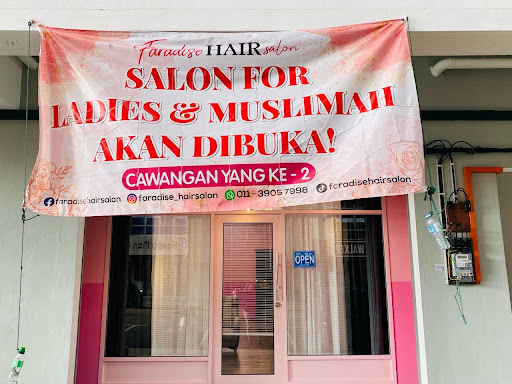 Faradise HAIR salon
SALON FOR
LADIES & MUSLIMAH
AKAN DIBUKA!
CAWANGAN YANG KE - 2
faradisehairsalon faradise_hairsalon 011-3905 7998 faradisehairsalon
OPEN